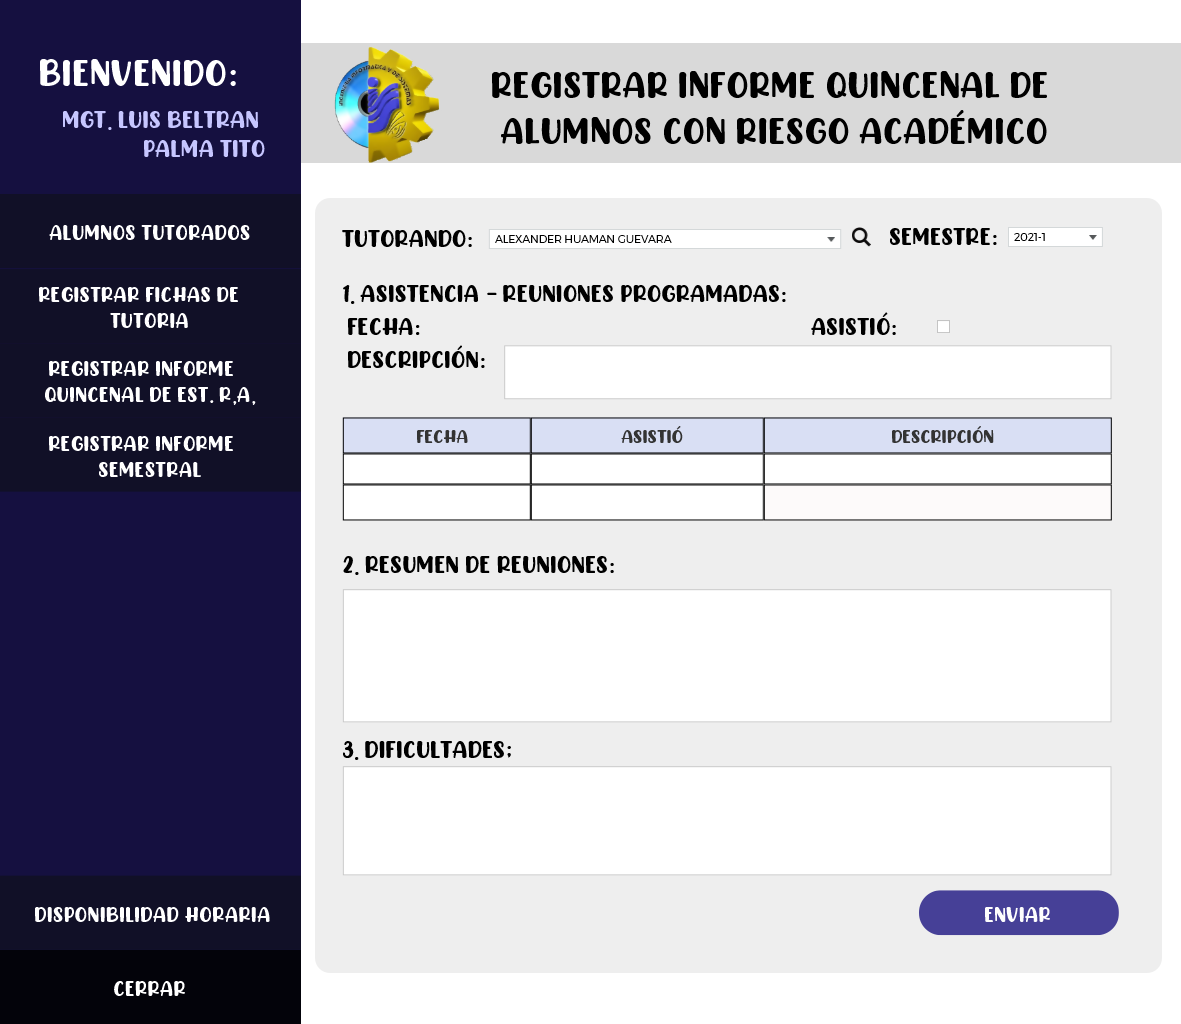 BIENVENIDO:
MGT. LUIS BELTRAN
PALMA TITO
ALUMNOS TUTORADOS
REGISTRAR FICHAS DE
TUTORIA
REGISTRAR INFORME
QUINCENAL DE EST. R.A.
REGISTRAR INFORME
SEMESTRAL
DISPONIBILIDAD HORARIA
CERRAR
REGISTRAR INFORME QUINCENAL DE
ALUMNOS CON RIESGO ACADÉMICO
TUTORANDO: ALEXANDER HUAMAN GUEVARA SEMESTRE: 2021-1
1. ASISTENCIA - REUNIONES PROGRAMADAS:
FECHA: ASISTIÓ:
DESCRIPCIÓN:
FECHA ASISTIÓ DESCRIPCIÓN
2. RESUMEN DE REUNIONES:
3. DIFICULTADES:
ENVIAR